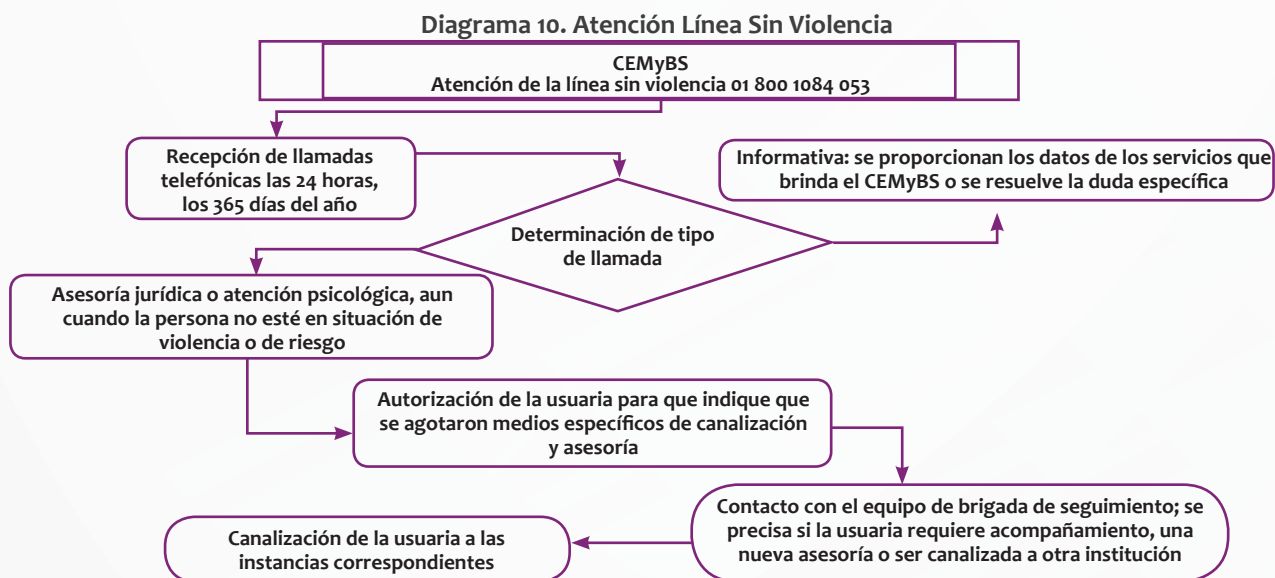 Diagrama 10. Atención Línea Sin Violencia
CEMyBS
Atención de la línea sin violencia 01 800 1084 053
Recepción de llamadas
telefónicas las 24 horas,
los 365 días del año
Informativa: se proporcionan los datos de los servicios que
brinda el CEMyBS o se resuelve la duda específica
Determinación de tipo
de llamada
Asesoría jurídica o atención psicológica, aun
cuando la persona no esté en situación de
violencia o de riesgo
Autorización de la usuaria para que indique que
se agotaron medios específicos de canalización
y asesoría
Contacto con el equipo de brigada de seguimiento; se
precisa si la usuaria requiere acompañamiento, una
nueva asesoría o ser canalizada a otra institución
Canalización de la usuaria a las
instancias correspondientes